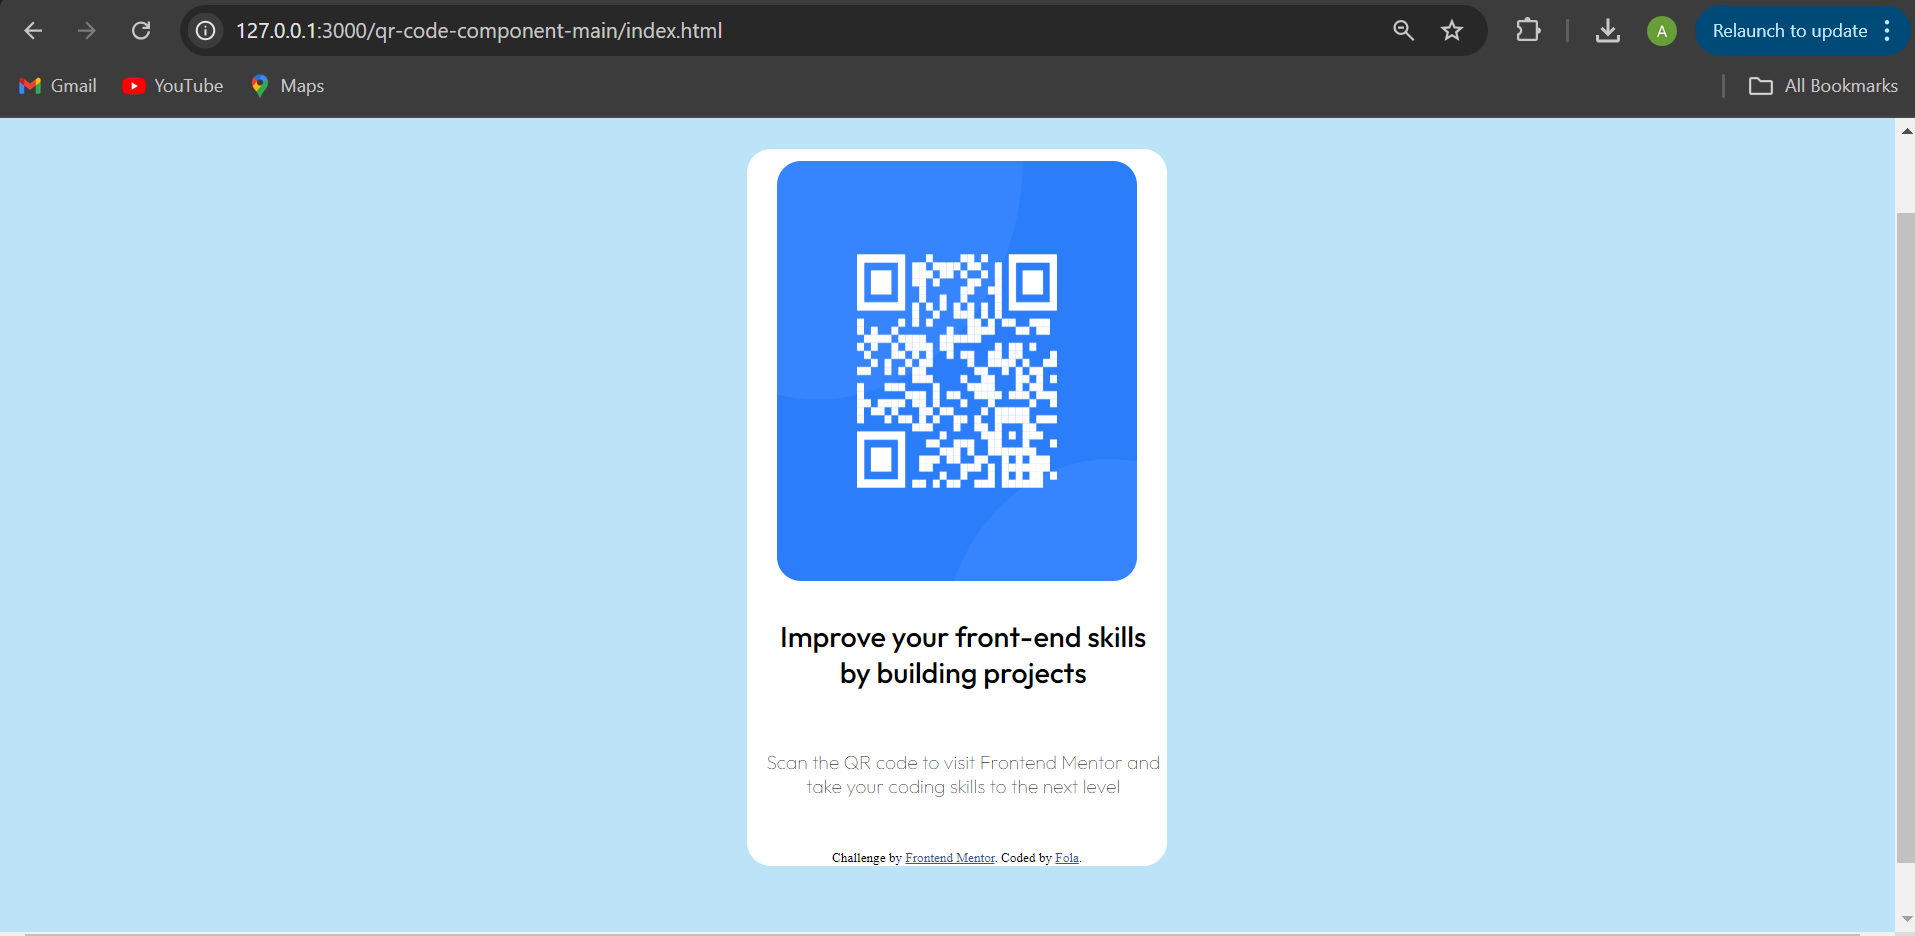 127.0.0.1:3000/qr-code-component-main/index.html
A
Relaunch to update
Gmail
YouTube
Maps
All Bookmarks
Improve your front-end skills
by building projects
Scan the QR code to visit Frontend Mentor and
take your coding skills to the next level
Challenge by Frontend Mentor. Coded by Fola.